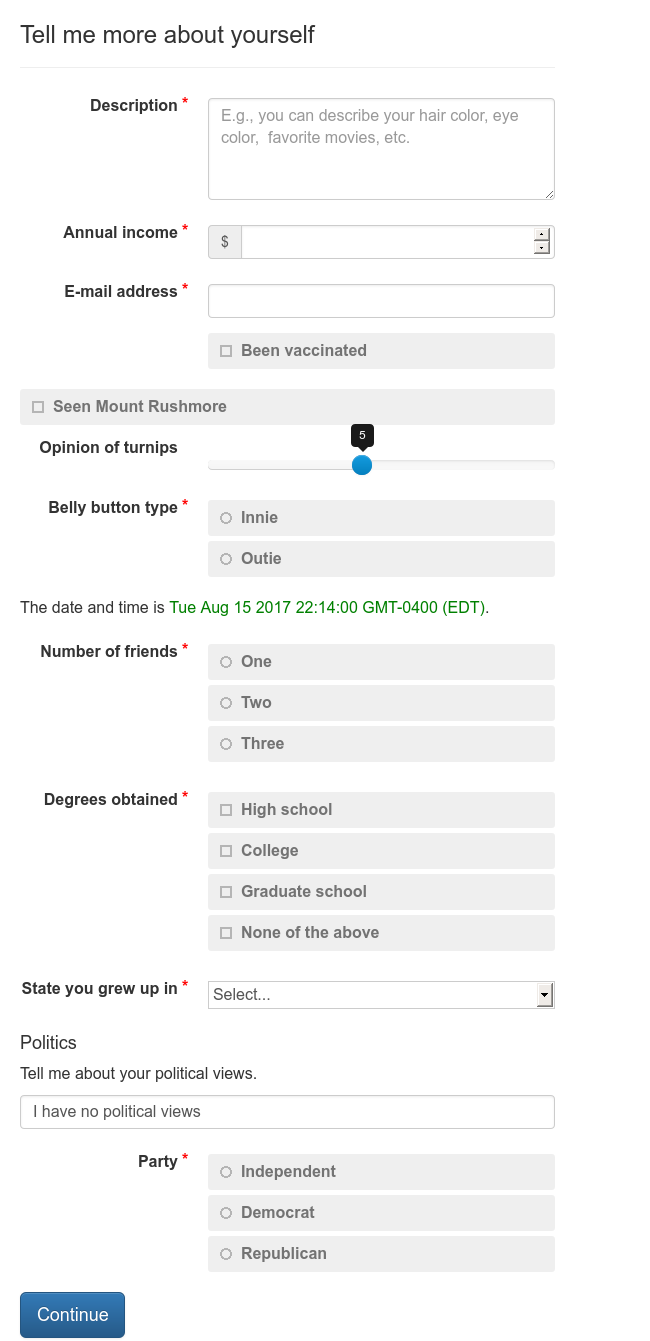 Tell me more about yourself
Description *
E.g., you can describe your hair color, eye
color,  favorite movies, etc.
Annual income *
$
E-mail address *
Been vaccinated
Seen Mount Rushmore
5
Opinion of turnips
Belly button type *
Innie
Outie
The date and time is Tue Aug 15 2017 22:14:00 GMT-0400 (EDT).
Number of friends *
One
Two
Three
Degrees obtained *
High school
College
Graduate school
None of the above
State you grew up in *
Select...
Politics
Tell me about your political views.
I have no political views
Party *
Independent
Democrat
Republican
Continue